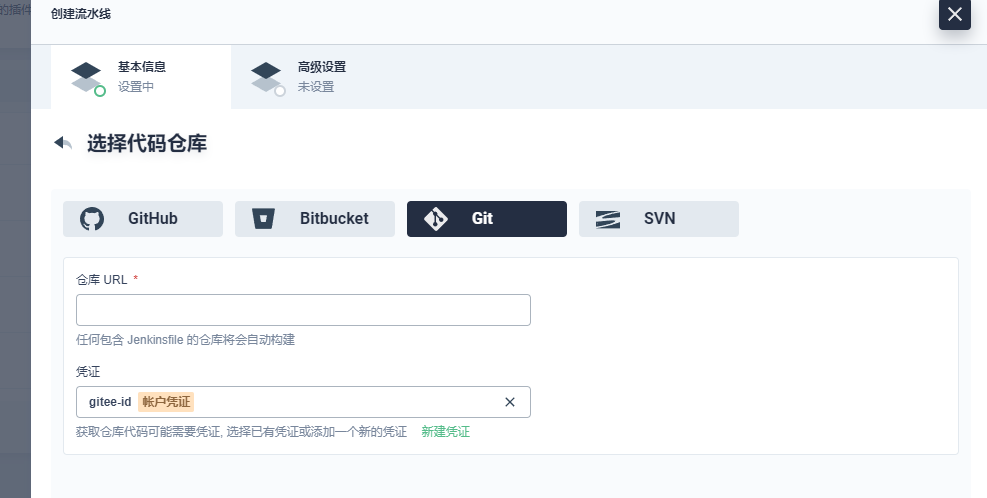 的插件
创建流水线
基本信息
设置中
高级设置
未设置
选择代码仓库
GitHub
Bitbucket
Git
SVN
仓库 URL *
任何包含 Jenkinsfile 的仓库将会自动构建
凭证
gitee-id 帐户凭证
获取仓库代码可能需要凭证, 选择已有凭证或添加一个新的凭证 新建凭证